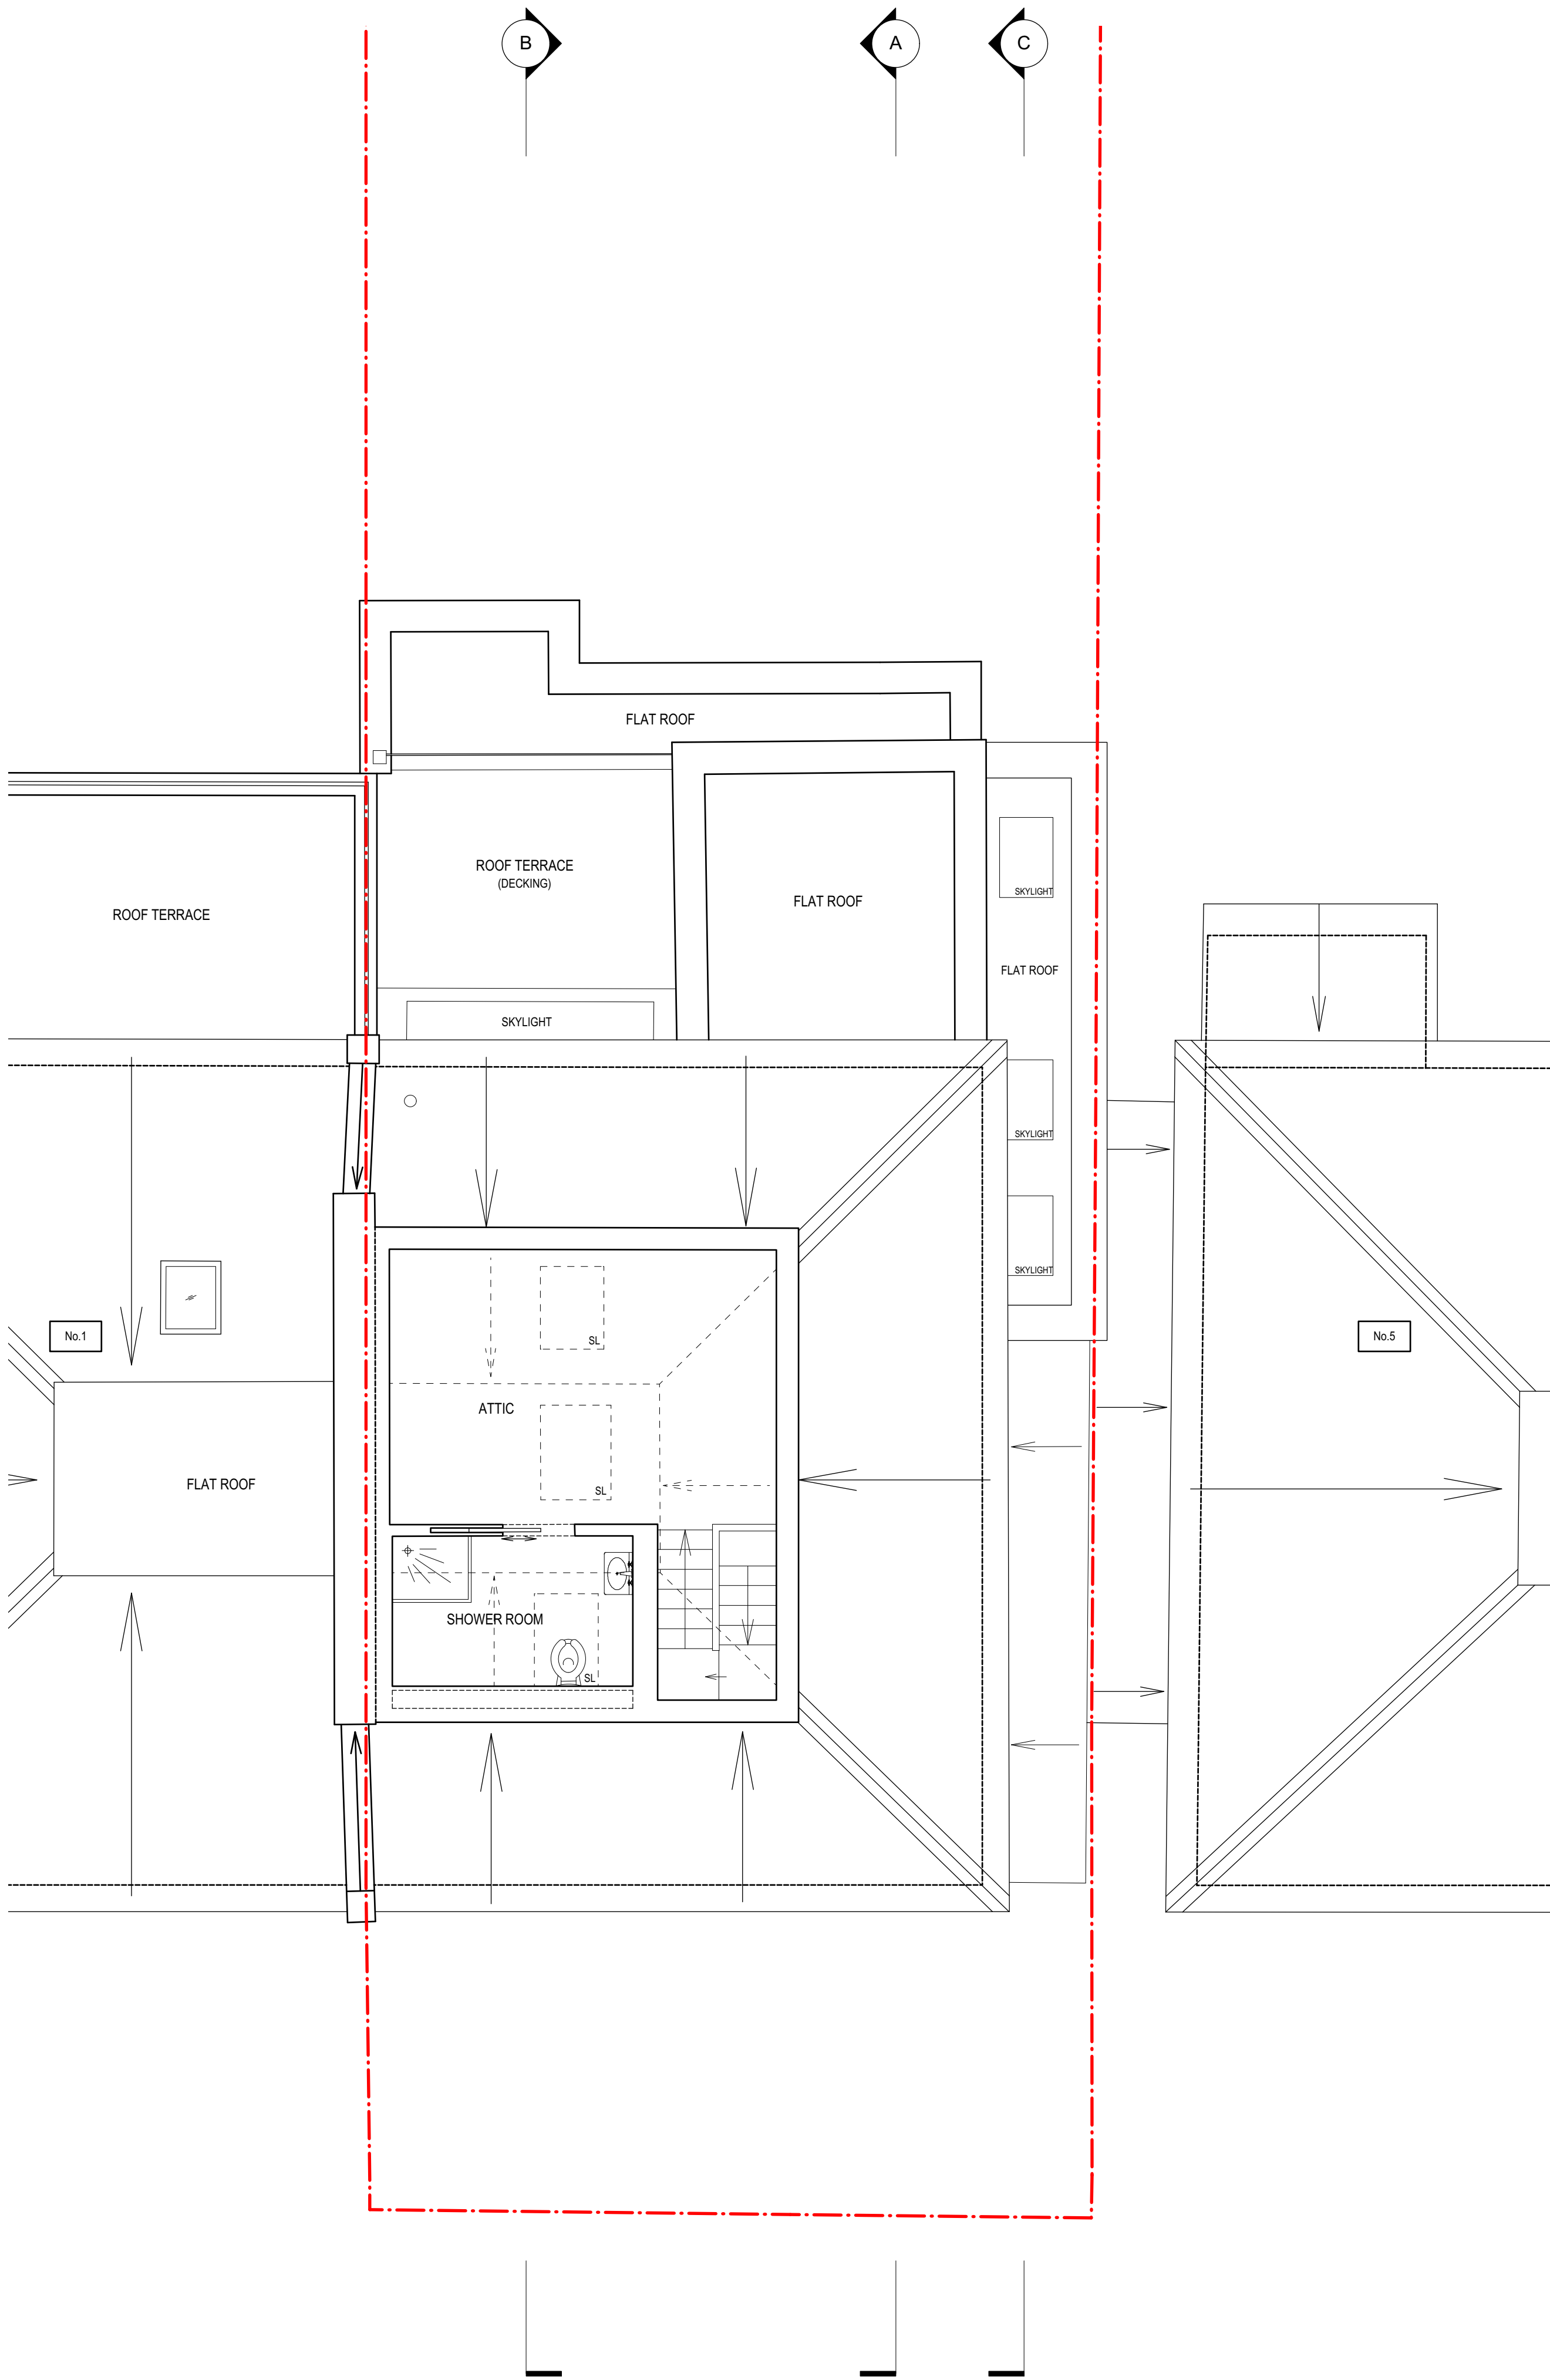 B
A
C
FLAT ROOF
ROOF TERRACE
(DECKING)
SKYLIGHT
FLAT ROOF
ROOF TERRACE
FLAT ROOF
SKYLIGHT
SKYLIGHT
SKYLIGHT
No.1
SL
No.5
ATTIC
FLAT ROOF
SL
SHOWER ROOM
SL